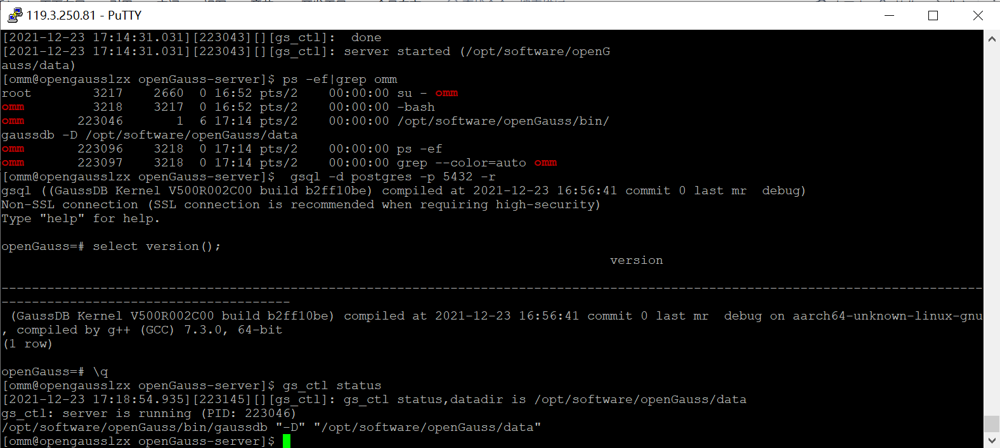 119.3.250.81 - PuTTY
[2021-12-23 17:14:31.031][223043][][gs_ctl]:  done
[2021-12-23 17:14:31.031][223043][][gs_ctl]: server started (/opt/software/openG
auss/data)
[omm@opengausslzx openGauss-server]$ ps -ef|grep omm
root        3217    2660  0 16:52 pts/2    00:00:00 su - omm
omm         3218    3217  0 16:52 pts/2    00:00:00 -bash
omm       223046       1  6 17:14 pts/2    00:00:00 /opt/software/openGauss/bin/
gaussdb -D /opt/software/openGauss/data
omm       223096    3218  0 17:14 pts/2    00:00:00 ps -ef
omm       223097    3218  0 17:14 pts/2    00:00:00 grep --color=auto omm
[omm@opengausslzx openGauss-server]$  gsql -d postgres -p 5432 -r
gsql ((GaussDB Kernel V500R002C00 build b2ff10be) compiled at 2021-12-23 16:56:41 commit 0 last mr  debug)
Non-SSL connection (SSL connection is recommended when requiring high-security)
Type "help" for help.
openGauss=# select version();
version
---------------------------------------------------------------------------------------------------------------------------------
--------------------------------------
(GaussDB Kernel V500R002C00 build b2ff10be) compiled at 2021-12-23 16:56:41 commit 0 last mr  debug on aarch64-unknown-linux-gnu
, compiled by g++ (GCC) 7.3.0, 64-bit
(1 row)
openGauss=# \q
[omm@opengausslzx openGauss-server]$ gs_ctl status
[2021-12-23 17:18:54.935][223145][][gs_ctl]: gs_ctl status,datadir is /opt/software/openGauss/data
gs_ctl: server is running (PID: 223046)
/opt/software/openGauss/bin/gaussdb "-D" "/opt/software/openGauss/data"
[omm@opengausslzx openGauss-server]$